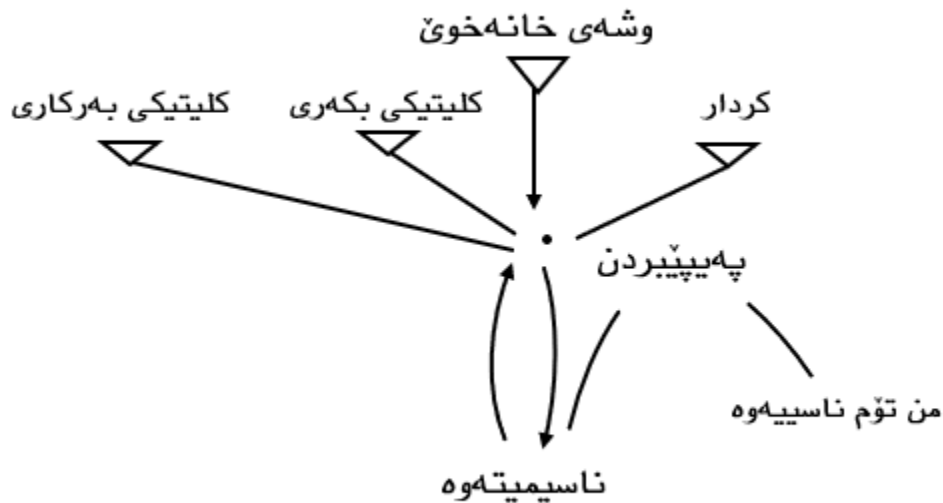 وشەی خانەخوێ
کردار
کلیتیکی بکەری
کلیتیکی بەرکاری
پەیپێبردن
من تۆم ناسییەوە
ناسیمیتەوە